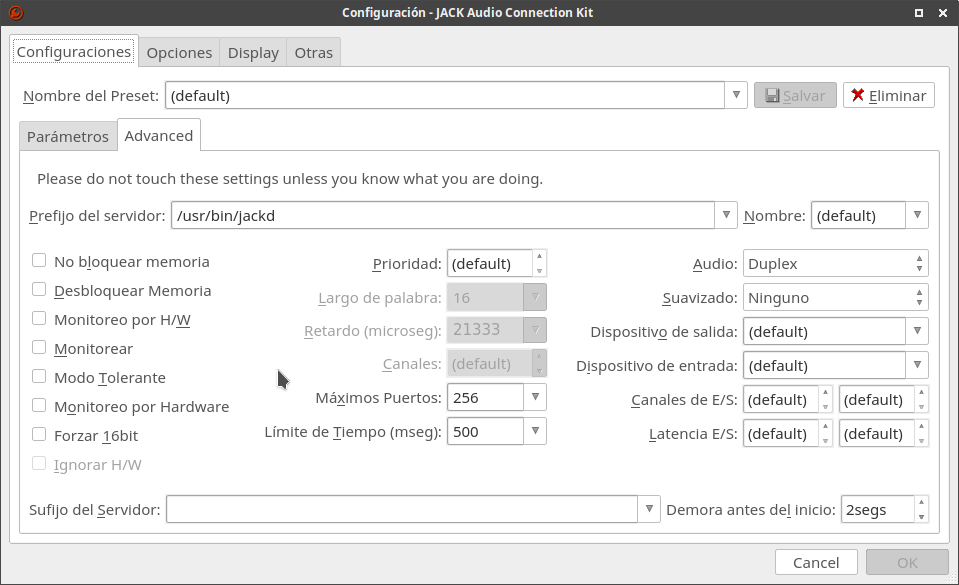 Configuración - JACK Audio Connection Kit
Configuraciones Opciones Display Otras
Nombre del Preset: (default) Salvar Eliminar
Parámetros Advanced
Please do not touch these settings unless you know what you are doing.
Prefijo del servidor: /usr/bin/jackd Nombre: (default)
No bloquear memoria Prioridad: (default) Audio: Duplex
Desbloquear Memoria Largo de palabra: 16 Suavizado: Ninguno
Monitoreo por H/W Retardo (microseg): 21333 Dispositivo de salida: (default)
Monitorear Canales: (default) Dispositivo de entrada: (default)
Modo Tolerante Máximos Puertos: 256 Canales de E/S: (default) (default)
Monitoreo por Hardware Límite de Tiempo (mseg): 500 Latencia E/S: (default) (default)
Forzar 16bit
Ignorar H/W
Sufijo del Servidor: Demora antes del inicio: 2segs
Cancel OK